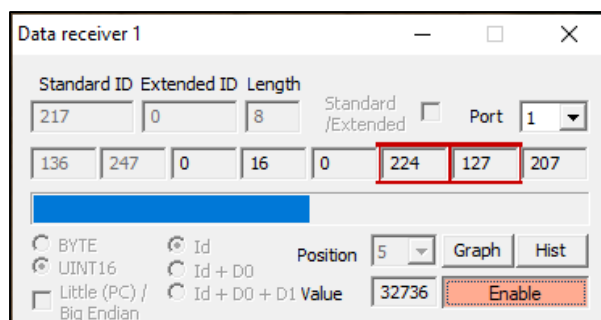 Data receiver 1
Standard ID Extended ID Length
217 0 8 Standard /Extended Port 1
136 247 0 16 0 224 127 207
BYTE Id Position 5 Graph Hist
UINT16 Id + D0
Little (PC) / Big Endian Id + D0 + D1 Value 32736 Enable